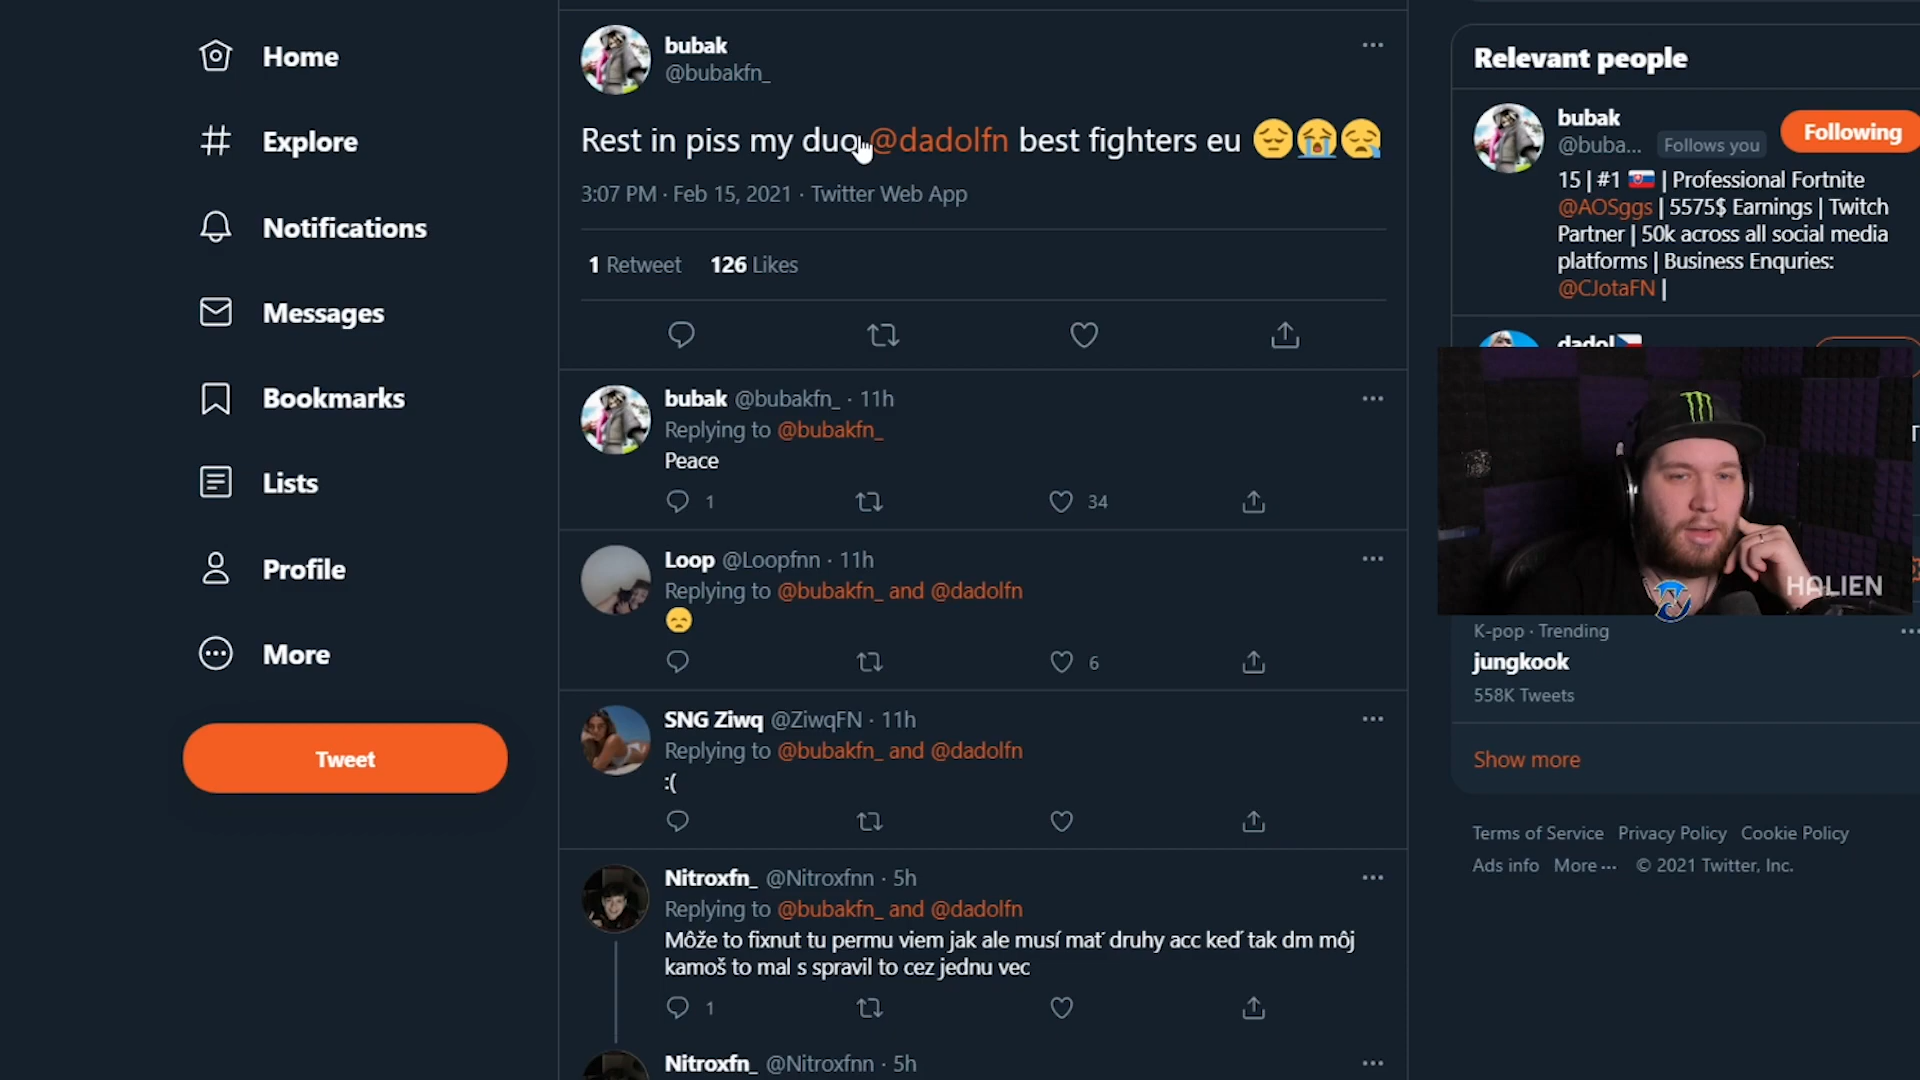 Home
Explore
Notifications
Messages
Bookmarks
Lists
Profile
More
Tweet
bubak
@bubakfn_
Rest in piss my duo @dadolfn best fighters eu 😔😭😪
3:07 PM · Feb 15, 2021 · Twitter Web App
1 Retweet 126 Likes
bubak @bubakfn_ · 11h
Replying to @bubakfn_
Peace
1 34
Loop @Loopfnn · 11h
Replying to @bubakfn_ and @dadolfn
😞
6
SNG Ziwq @ZiwqFN · 11h
Replying to @bubakfn_ and @dadolfn
:(
Nitroxfn_ @Nitroxfnn · 5h
Replying to @bubakfn_ and @dadolfn
Môže to fixnut tu permu viem jak ale musí mať druhy acc keď tak dm môj
kamoš to mal s spravil to cez jednu vec
1
Nitroxfn_ @Nitroxfnn · 5h
Relevant people
bubak
@buba... Follows you
Following
15 | #1 🇸🇰 | Professional Fortnite
@AOSggs | 5575$ Earnings | Twitch
Partner | 50k across all social media
platforms | Business Enquries:
@CJotaFN |
dadol🇨🇿
HALIEN
K-pop · Trending
jungkook
558K Tweets
Show more
Terms of Service Privacy Policy Cookie Policy
Ads info More ··· © 2021 Twitter, Inc.